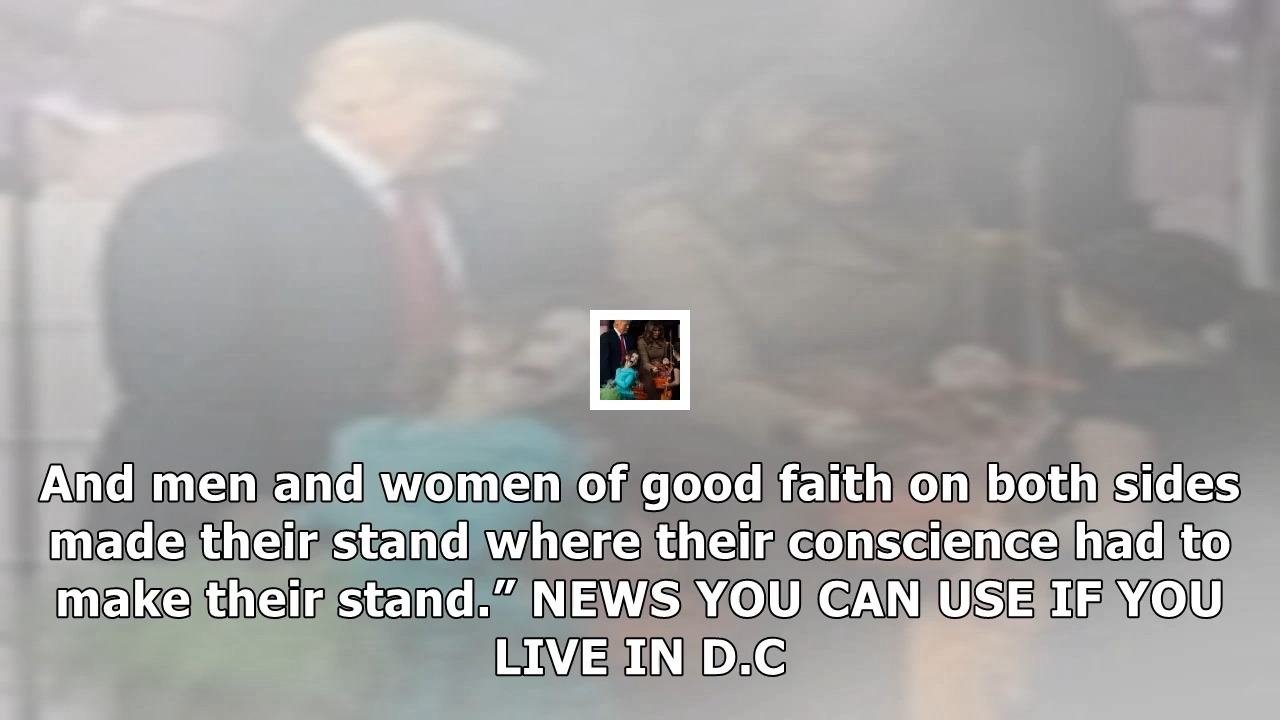 And men and women of good faith on both sides
made their stand where their conscience had to
make their stand.” NEWS YOU CAN USE IF YOU
LIVE IN D.C